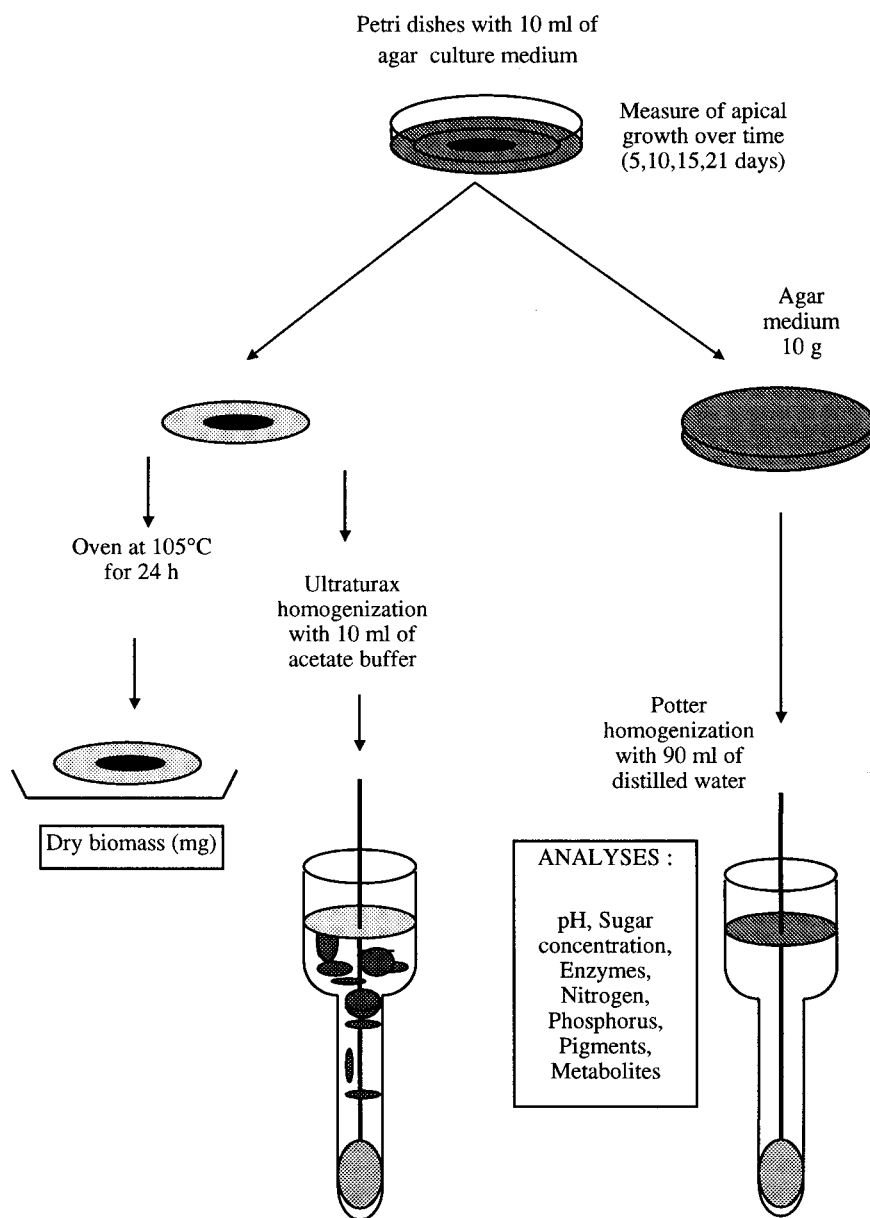 Petri dishes with 10 ml of
agar culture medium
Measure of apical
growth over time
(5,10,15,21 days)
Agar
medium
10 g
Oven at 105°C
for 24 h
Ultraturax
homogenization
with 10 ml of
acetate buffer
Potter
homogenization
with 90 ml of
distilled water
Dry biomass (mg)
ANALYSES :
pH, Sugar
concentration,
Enzymes,
Nitrogen,
Phosphorus,
Pigments,
Metabolites